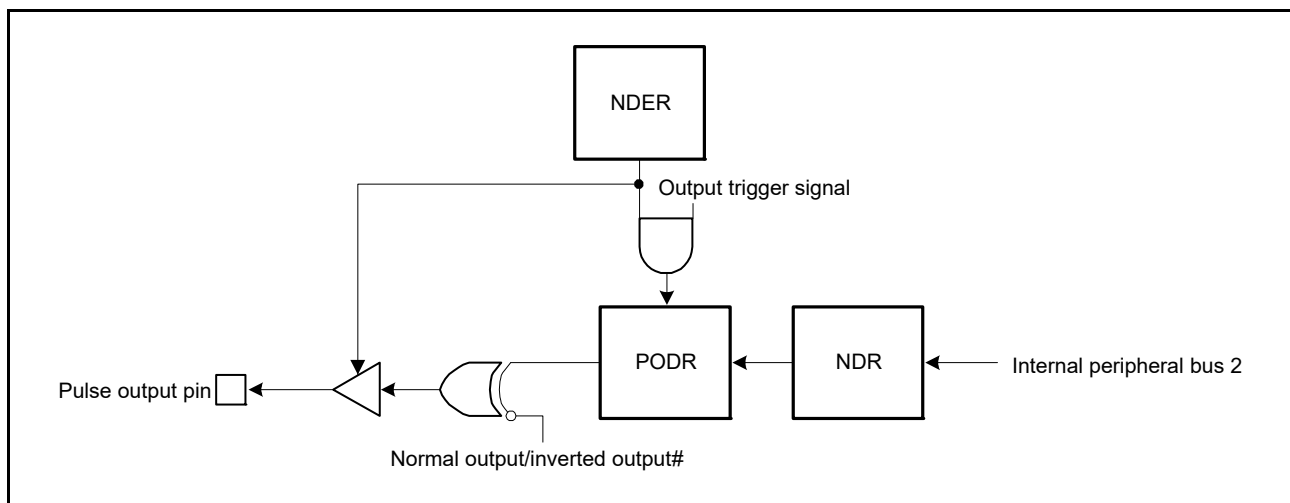 NDER
Output trigger signal
PODR
NDR
Internal peripheral bus 2
Pulse output pin
Normal output/inverted output#